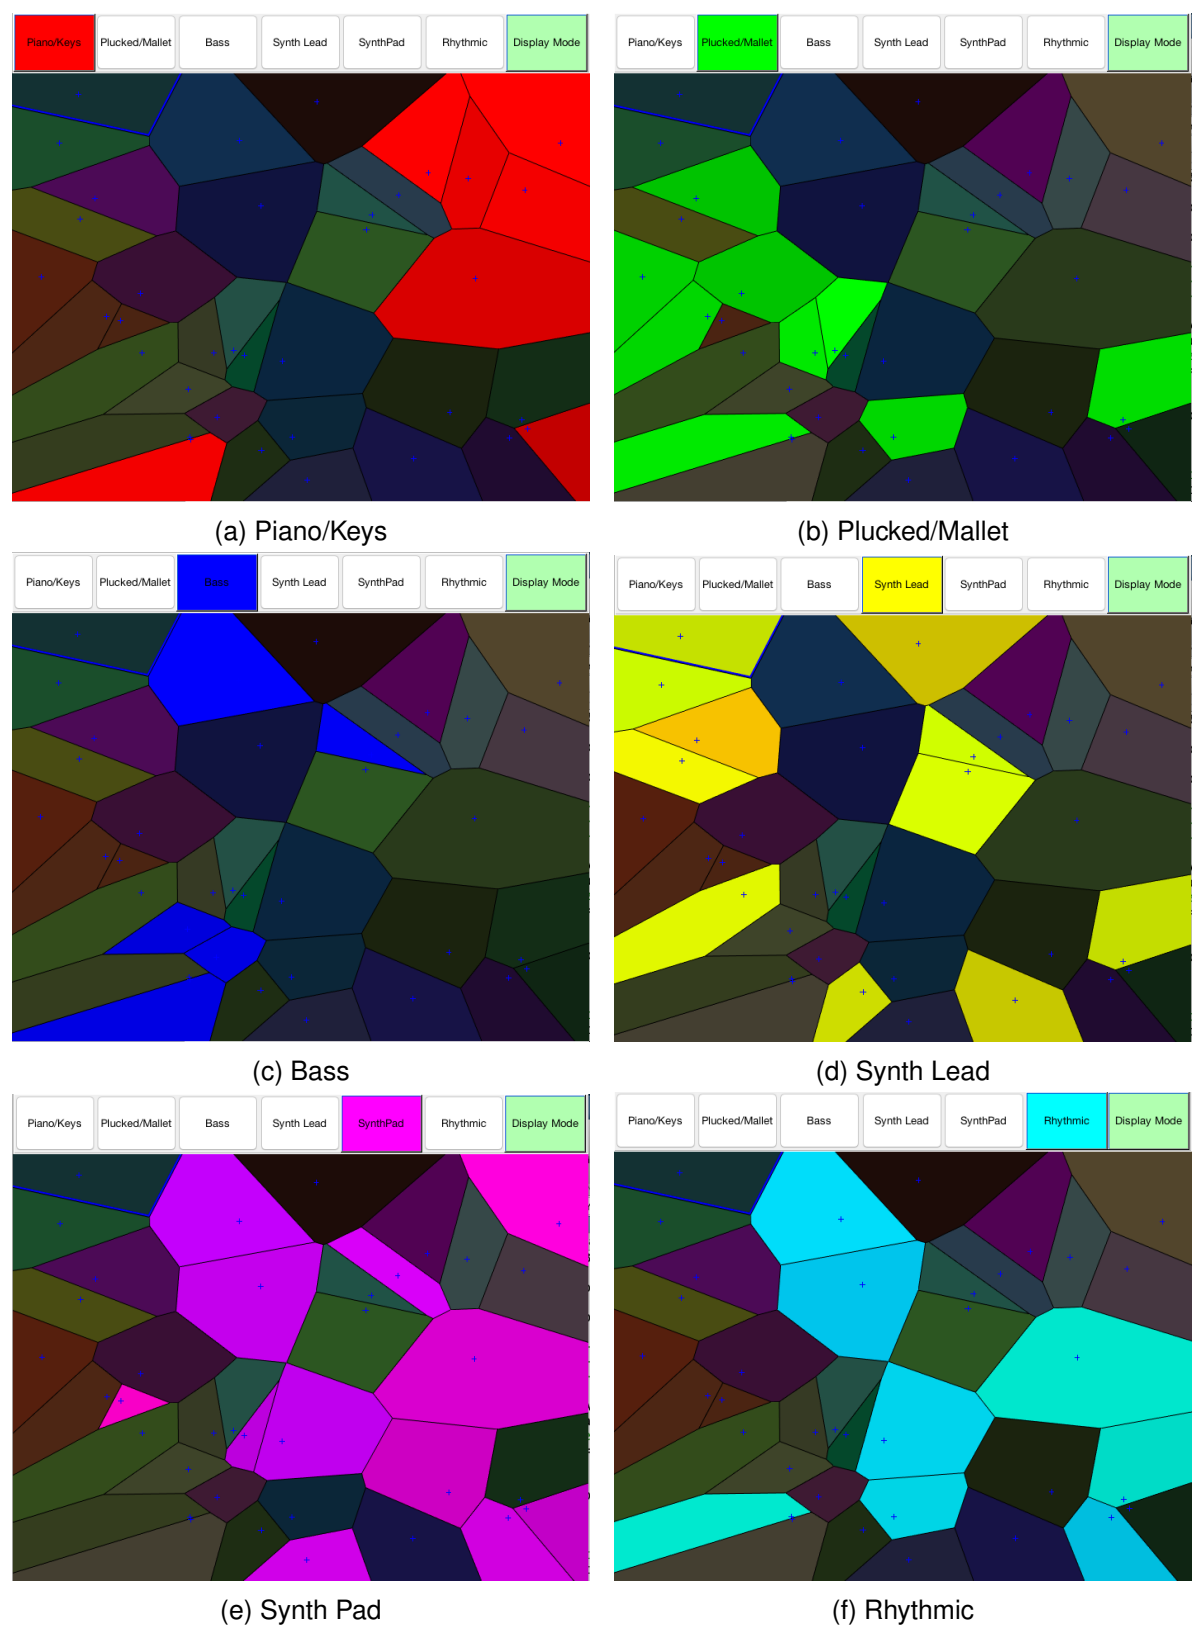 Piano/Keys Plucked/Mallet Bass Synth Lead SynthPad Rhythmic Display Mode
Piano/Keys Plucked/Mallet Bass Synth Lead SynthPad Rhythmic Display Mode
(a) Piano/Keys
(b) Plucked/Mallet
Piano/Keys Plucked/Mallet Bass Synth Lead SynthPad Rhythmic Display Mode
Piano/Keys Plucked/Mallet Bass Synth Lead SynthPad Rhythmic Display Mode
(c) Bass
(d) Synth Lead
Piano/Keys Plucked/Mallet Bass Synth Lead SynthPad Rhythmic Display Mode
Piano/Keys Plucked/Mallet Bass Synth Lead SynthPad Rhythmic Display Mode
(e) Synth Pad
(f) Rhythmic